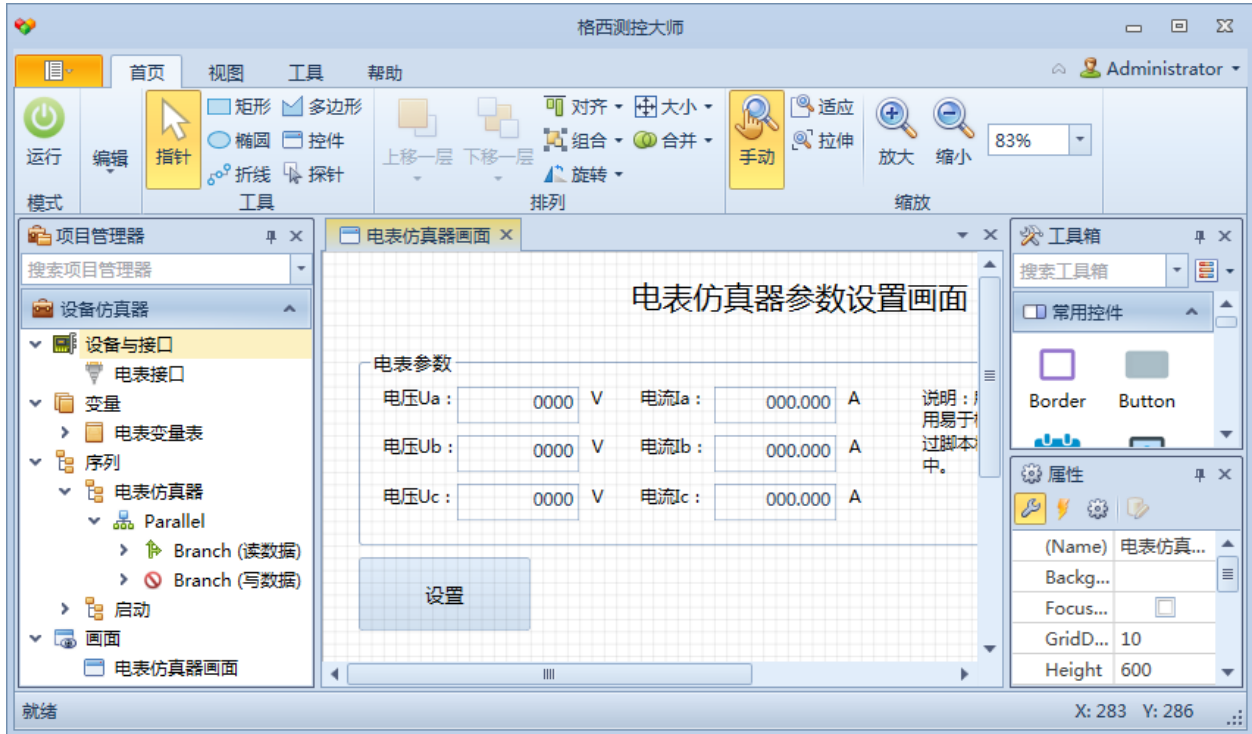 格西测控大师
首页 视图 工具 帮助 Administrator
矩形 多边形 对齐 大小 适应
运行 编辑 指针 椭圆 控件 上移一层 下移一层 组合 合并 手动 拉伸 放大 缩小 83%
折线 探针 旋转
模式 工具 排列 缩放
项目管理器
搜索项目管理器
设备仿真器
设备与接口
电表接口
变量
电表变量表
序列
电表仿真器
Parallel
Branch (读数据)
Branch (写数据)
启动
画面
电表仿真器画面
电表仿真器画面
电表仿真器参数设置画面
电表参数
电压Ua： 0000 V 电流Ia： 000.000 A
电压Ub： 0000 V 电流Ib： 000.000 A
电压Uc： 0000 V 电流Ic： 000.000 A
说明：
用易于
过脚本
中。
设置
工具箱
搜索工具箱
常用控件
Border Button
属性
(Name) 电表仿真...
Backg...
Focus...
GridD... 10
Height 600
就绪 X: 283 Y: 286